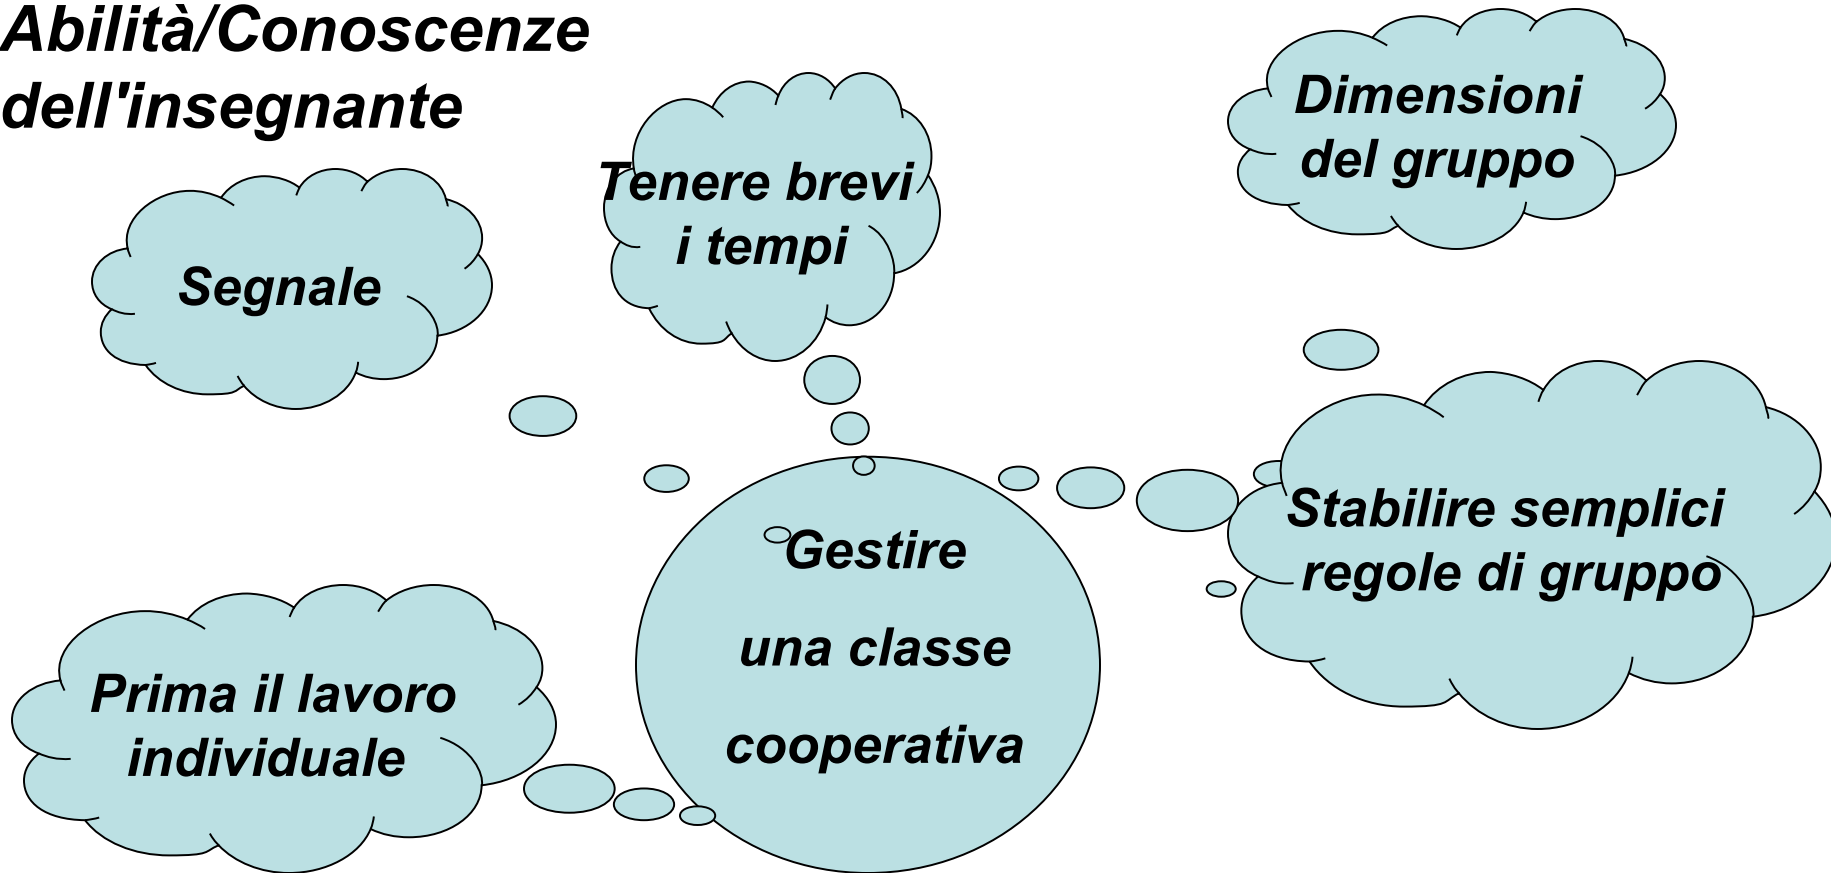 Abilità/Conoscenze
dell'insegnante
Segnale
Tenere brevi
i tempi
Dimensioni
del gruppo
Stabilire semplici
regole di gruppo
Gestire
una classe
cooperativa
Prima il lavoro
individuale